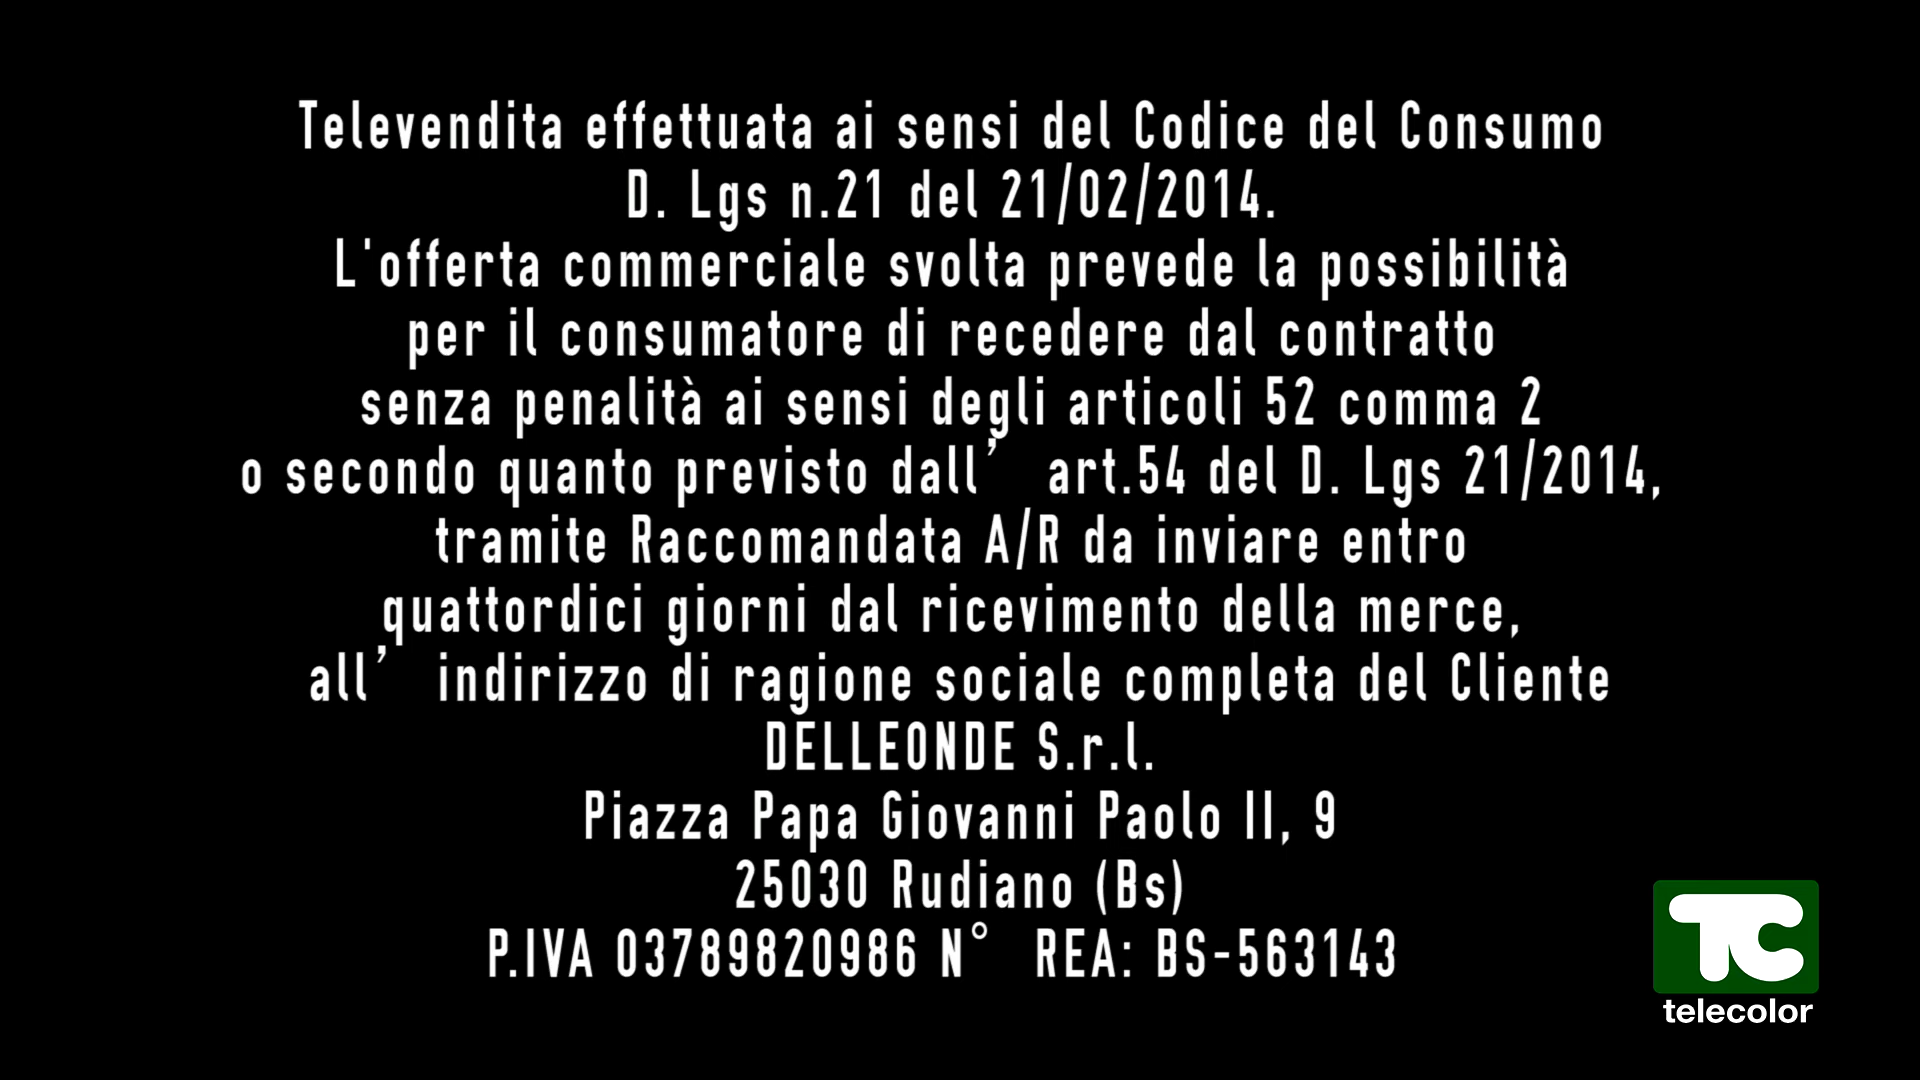 Televendita effettuata ai sensi del Codice del Consumo
D. Lgs n.21 del 21/02/2014.
L'offerta commerciale svolta prevede la possibilità
per il consumatore di recedere dal contratto
senza penalità ai sensi degli articoli 52 comma 2
o secondo quanto previsto dall’ art.54 del D. Lgs 21/2014,
tramite Raccomandata A/R da inviare entro
quattordici giorni dal ricevimento della merce,
all’ indirizzo di ragione sociale completa del Cliente
DELLEONDE S.r.l.
Piazza Papa Giovanni Paolo II, 9
25030 Rudiano (Bs)
P.IVA 03789820986 N° REA: BS-563143
TC
telecolor